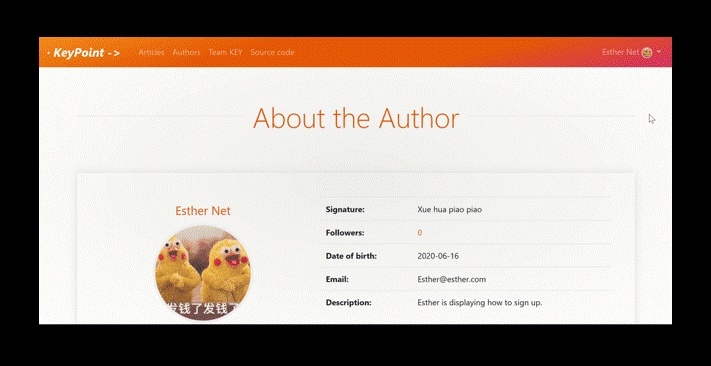 · KeyPoint -> Articles Authors Team KEY Source code Esther Net
About the Author
Esther Net
Signature: Xue hua piao piao
Followers: 0
Date of birth: 2020-06-16
Email: Esther@esther.com
Description: Esther is displaying how to sign up.
发钱了发钱了